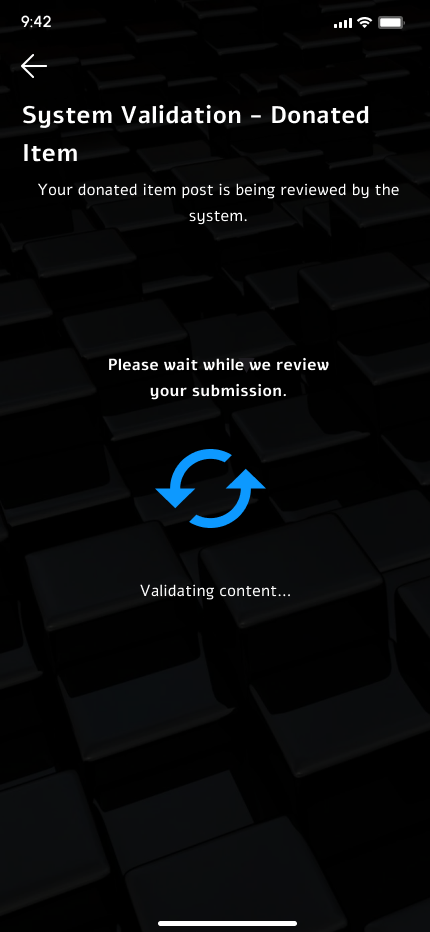 9:42
System Validation - Donated
Item
Your donated item post is being reviewed by the
system.
Please wait while we review
your submission.
Validating content...